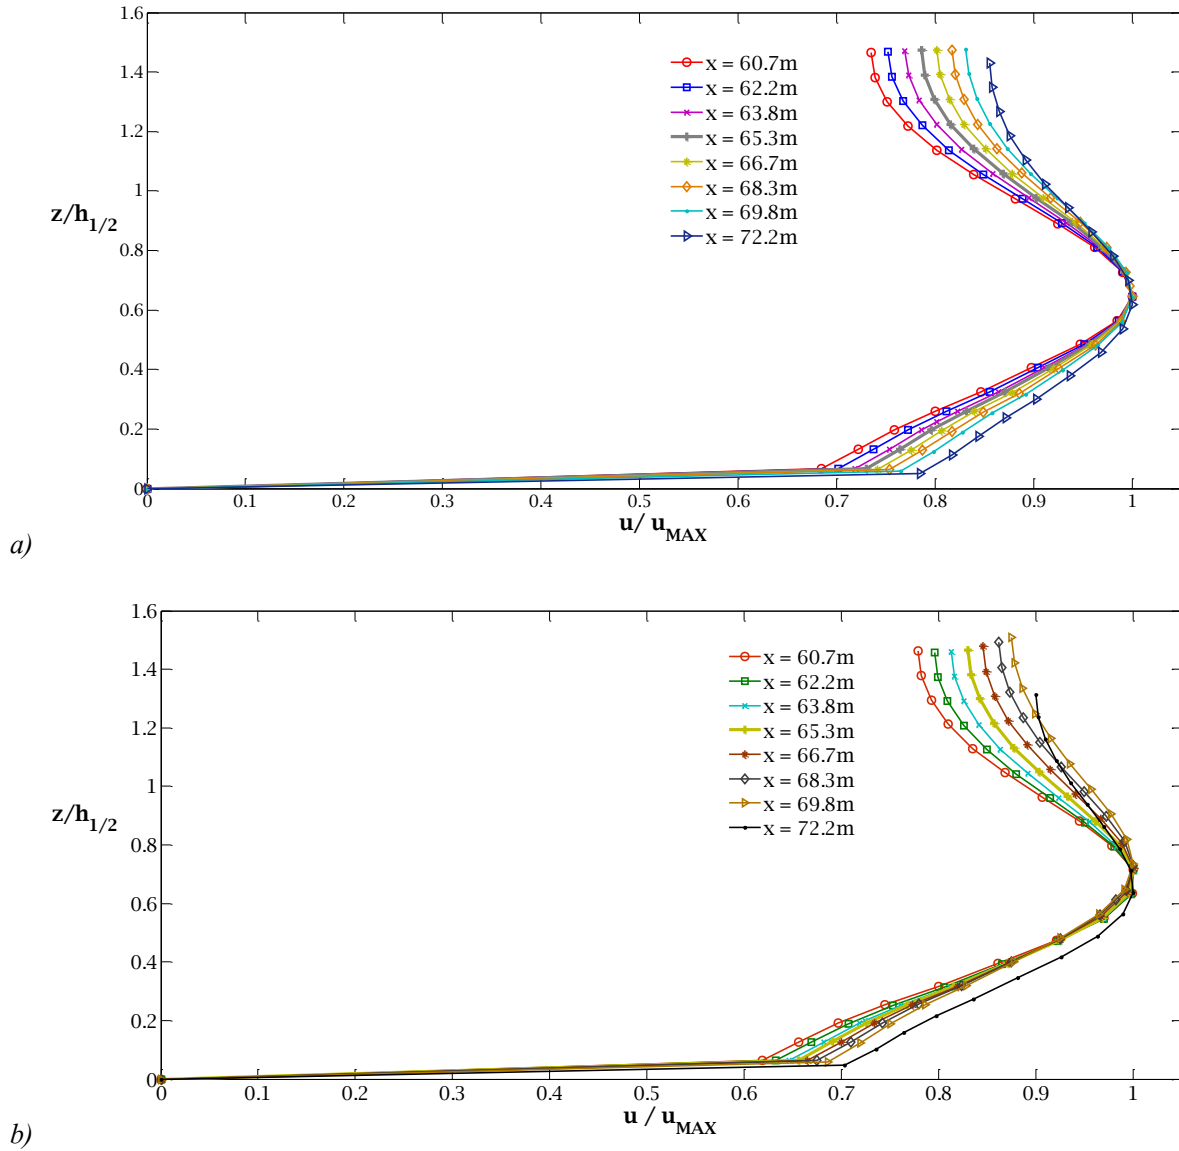 1.6
1.4
1.2
1
0.8
0.6
0.4
0.2
0
z/h1/2
x = 60.7m
x = 62.2m
x = 63.8m
x = 65.3m
x = 66.7m
x = 68.3m
x = 69.8m
x = 72.2m
0 0.1 0.2 0.3 0.4 0.5 0.6 0.7 0.8 0.9 1
u/ uMAX
a)
1.6
1.4
1.2
1
0.8
0.6
0.4
0.2
0
z/h1/2
x = 60.7m
x = 62.2m
x = 63.8m
x = 65.3m
x = 66.7m
x = 68.3m
x = 69.8m
x = 72.2m
0 0.1 0.2 0.3 0.4 0.5 0.6 0.7 0.8 0.9 1
u / uMAX
b)